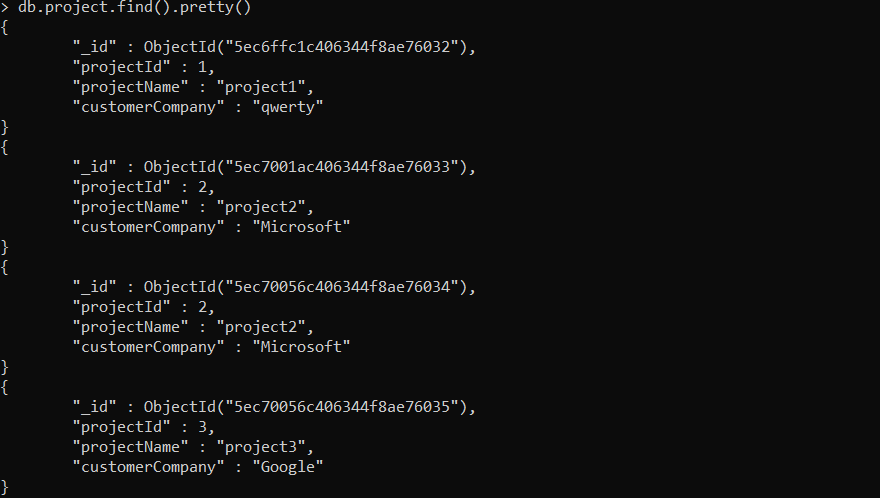 > db.project.find().pretty()
{
        "_id" : ObjectId("5ec6ffc1c406344f8ae76032"),
        "projectId" : 1,
        "projectName" : "project1",
        "customerCompany" : "qwerty"
}
{
        "_id" : ObjectId("5ec7001ac406344f8ae76033"),
        "projectId" : 2,
        "projectName" : "project2",
        "customerCompany" : "Microsoft"
}
{
        "_id" : ObjectId("5ec70056c406344f8ae76034"),
        "projectId" : 2,
        "projectName" : "project2",
        "customerCompany" : "Microsoft"
}
{
        "_id" : ObjectId("5ec70056c406344f8ae76035"),
        "projectId" : 3,
        "projectName" : "project3",
        "customerCompany" : "Google"
}